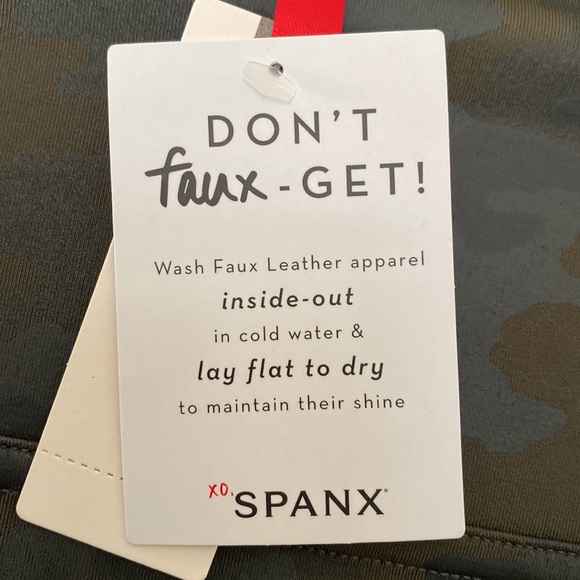 DON'T
faux-GET!
Wash Faux Leather apparel
inside-out
in cold water &
lay flat to dry
to maintain their shine
XO,
SPANX®